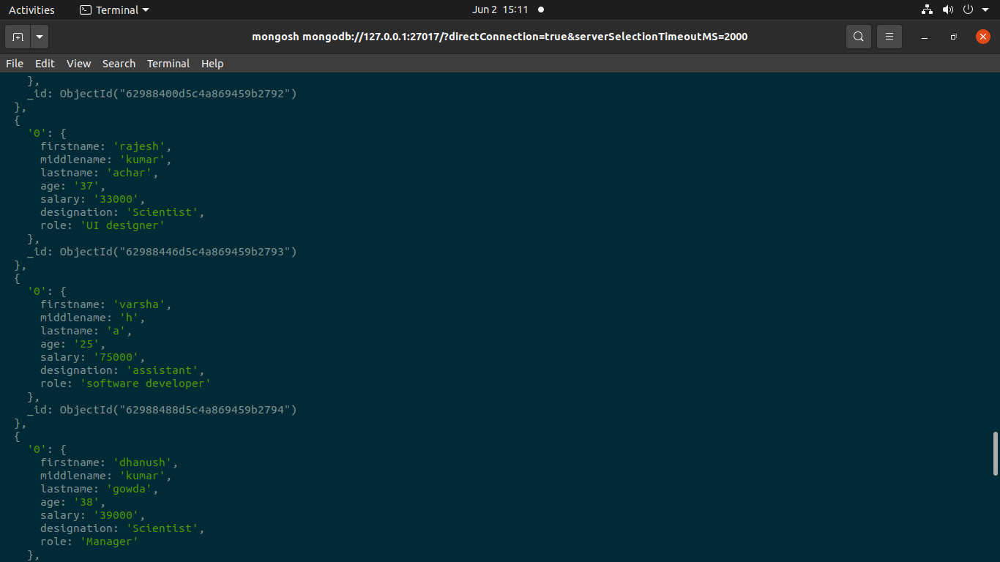 Activities Terminal Jun 2 15:11
mongosh mongodb://127.0.0.1:27017/?directConnection=true&serverSelectionTimeoutMS=2000
File Edit View Search Terminal Help
    },
    _id: ObjectId("62988400d5c4a869459b2792")
  },
  {
    '0': {
      firstname: 'rajesh',
      middlename: 'kumar',
      lastname: 'achar',
      age: '37',
      salary: '33000',
      designation: 'Scientist',
      role: 'UI designer'
    },
    _id: ObjectId("62988446d5c4a869459b2793")
  },
  {
    '0': {
      firstname: 'varsha',
      middlename: 'h',
      lastname: 'a',
      age: '25',
      salary: '75000',
      designation: 'assistant',
      role: 'software developer'
    },
    _id: ObjectId("62988488d5c4a869459b2794")
  },
  {
    '0': {
      firstname: 'dhanush',
      middlename: 'kumar',
      lastname: 'gowda',
      age: '38',
      salary: '39000',
      designation: 'Scientist',
      role: 'Manager'
    },